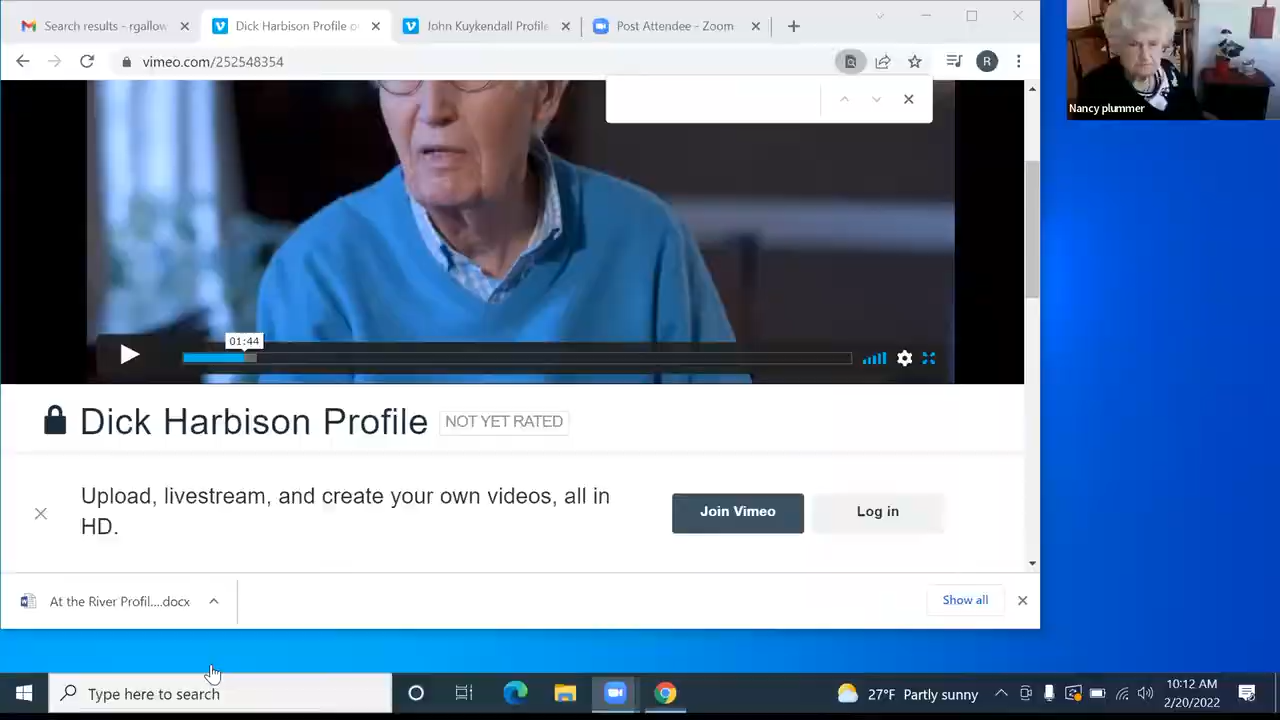 Search results - rgallow
Dick Harbison Profile o
John Kuykendall Profile
Post Attendee - Zoom
vimeo.com/252548354
R
Nancy plummer
01:44
Dick Harbison Profile
NOT YET RATED
Upload, livestream, and create your own videos, all in
HD.
Join Vimeo
Log in
At the River Profil....docx
Show all
Type here to search
27°F Partly sunny
10:12 AM
2/20/2022